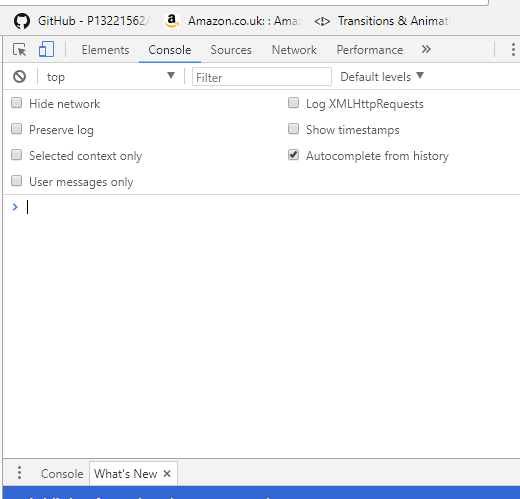 GitHub - P13221562/ Amazon.co.uk: : Amaz Transitions & Animati
Elements Console Sources Network Performance »
top Filter Default levels
Hide network Log XMLHttpRequests
Preserve log Show timestamps
Selected context only Autocomplete from history
User messages only
Console What's New